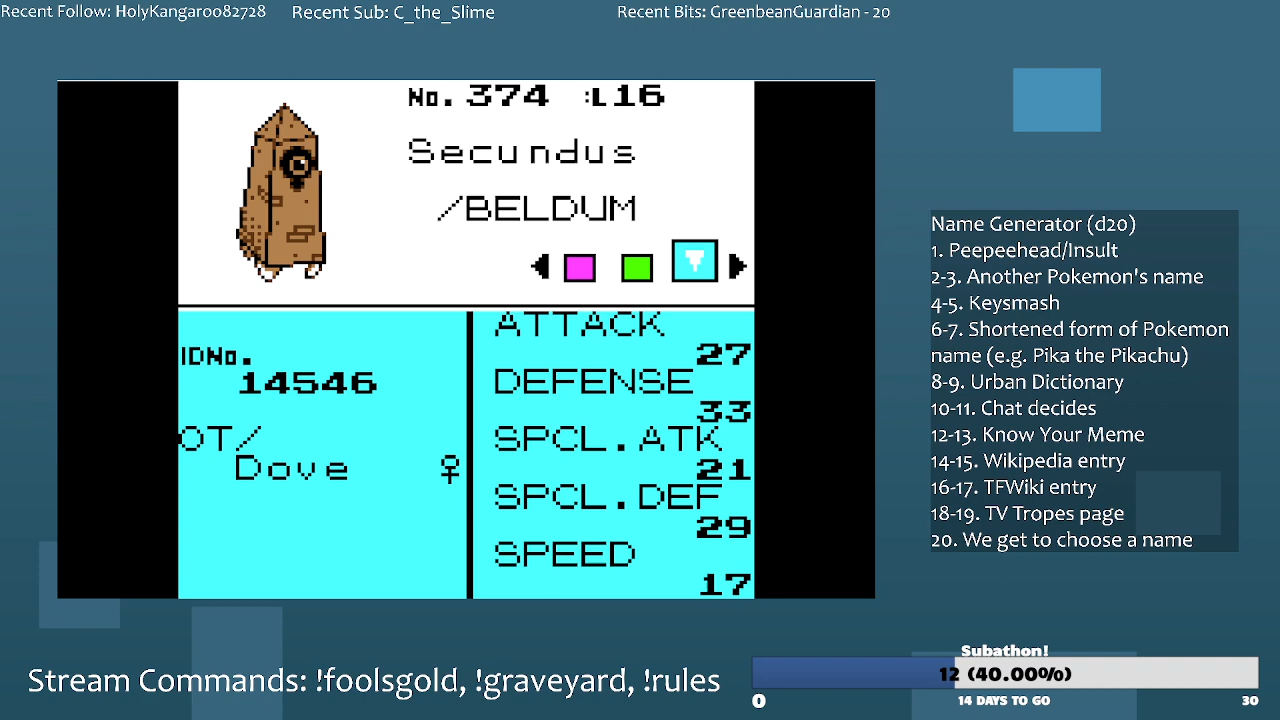 Recent Follow: HolyKangaroo82728 Recent Sub: C_the_Slime Recent Bits: GreenbeanGuardian - 20
No. 374 :L16
Secundus
/BELDUM
IDNo.
14546
OT/
Dove ♀
ATTACK
27
DEFENSE
33
SPCL.ATK
21
SPCL.DEF
29
SPEED
17
Name Generator (d20)
1. Peepeehead/Insult
2-3. Another Pokemon's name
4-5. Keysmash
6-7. Shortened form of Pokemon
name (e.g. Pika the Pikachu)
8-9. Urban Dictionary
10-11. Chat decides
12-13. Know Your Meme
14-15. Wikipedia entry
16-17. TFWiki entry
18-19. TV Tropes page
20. We get to choose a name
Stream Commands: !foolsgold, !graveyard, !rules
Subathon!
12 (40.00%)
0 14 DAYS TO GO 30